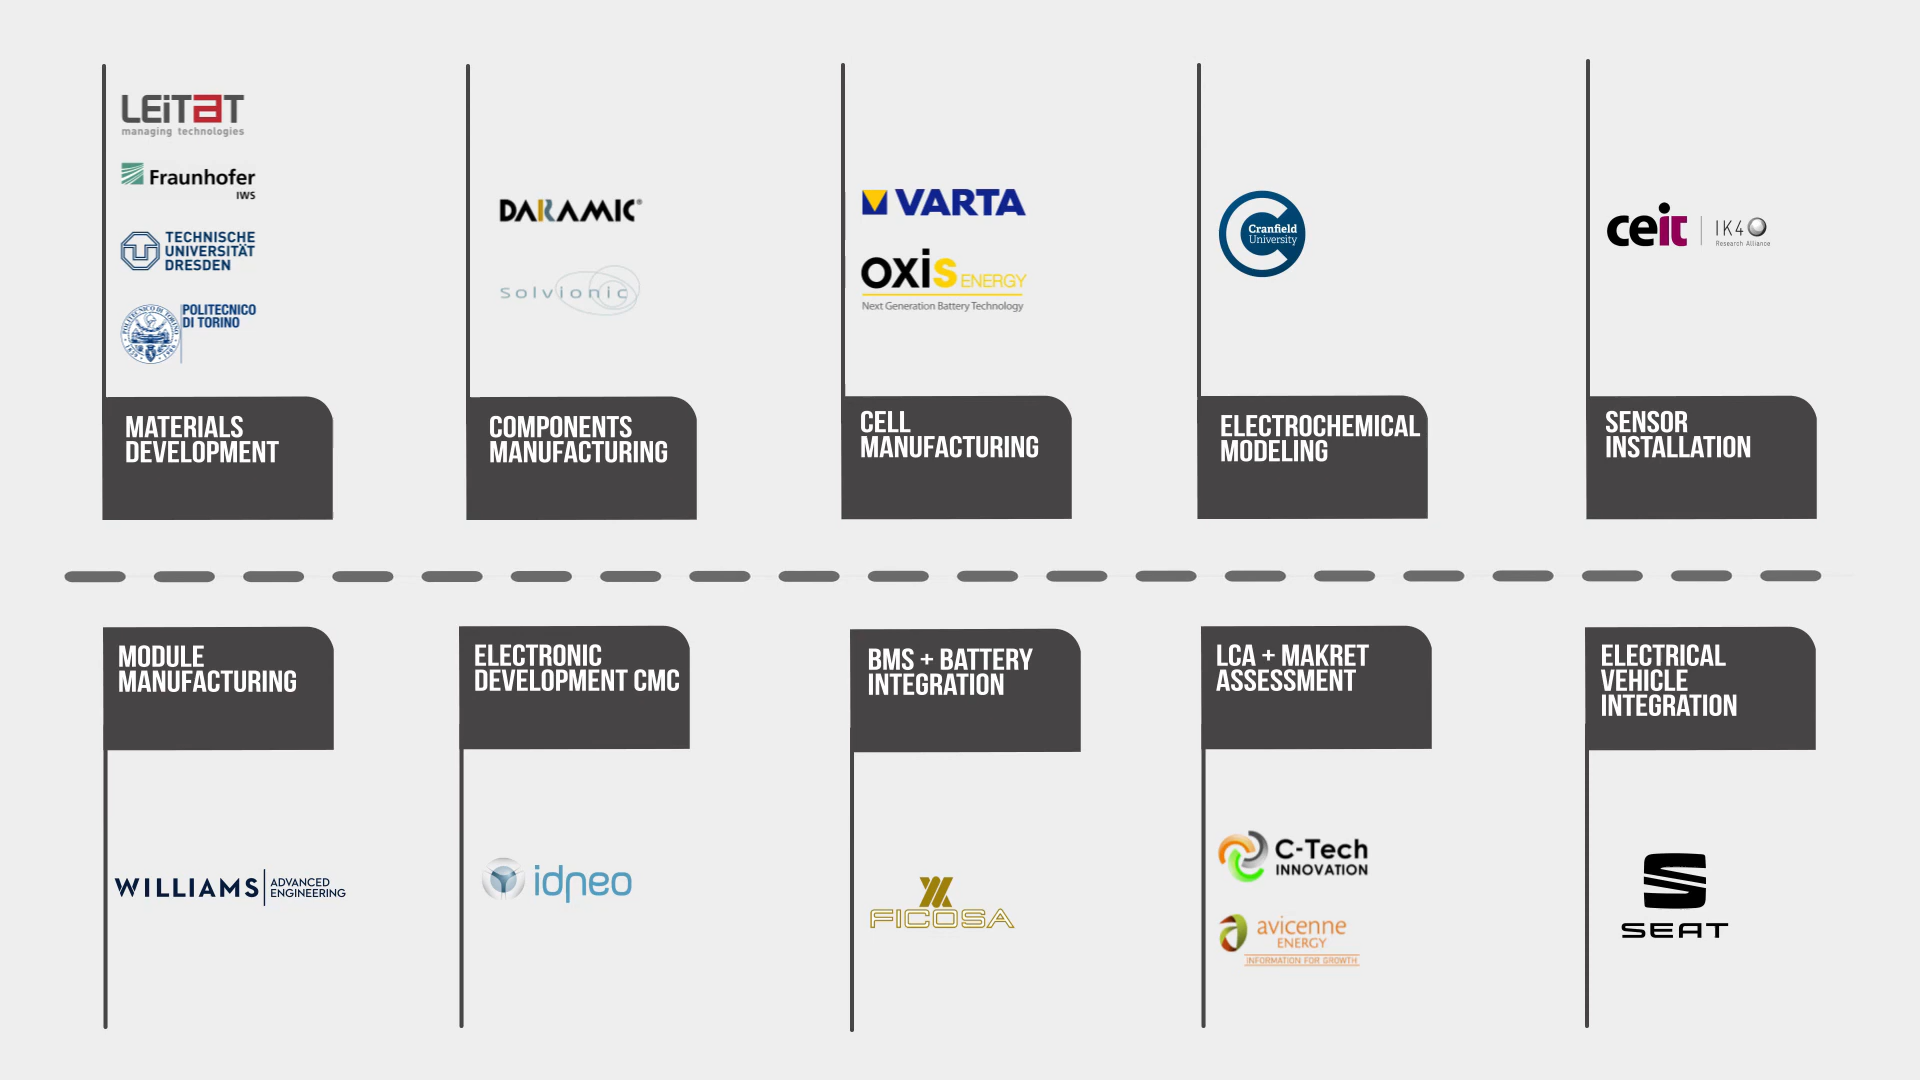 LEiTaT
managing technologies
Fraunhofer
IWS
TECHNISCHE
UNIVERSITÄT
DRESDEN
POLITECNICO
DI TORINO
MATERIALS
DEVELOPMENT
DARAMIC®
Solvionic
COMPONENTS
MANUFACTURING
VARTA
OXiS ENERGY
Next Generation Battery Technology
CELL
MANUFACTURING
Cranfield
University
ELECTROCHEMICAL
MODELING
ceit
IK4
Research Alliance
SENSOR
INSTALLATION
MODULE
MANUFACTURING
WILLIAMS ADVANCED
ENGINEERING
ELECTRONIC
DEVELOPMENT CMC
idneo
BMS + BATTERY
INTEGRATION
FICOSA
LCA + MAKRET
ASSESSMENT
C-Tech
INNOVATION
avicenne
ENERGY
INFORMATION FOR GROWTH
ELECTRICAL
VEHICLE
INTEGRATION
SEAT